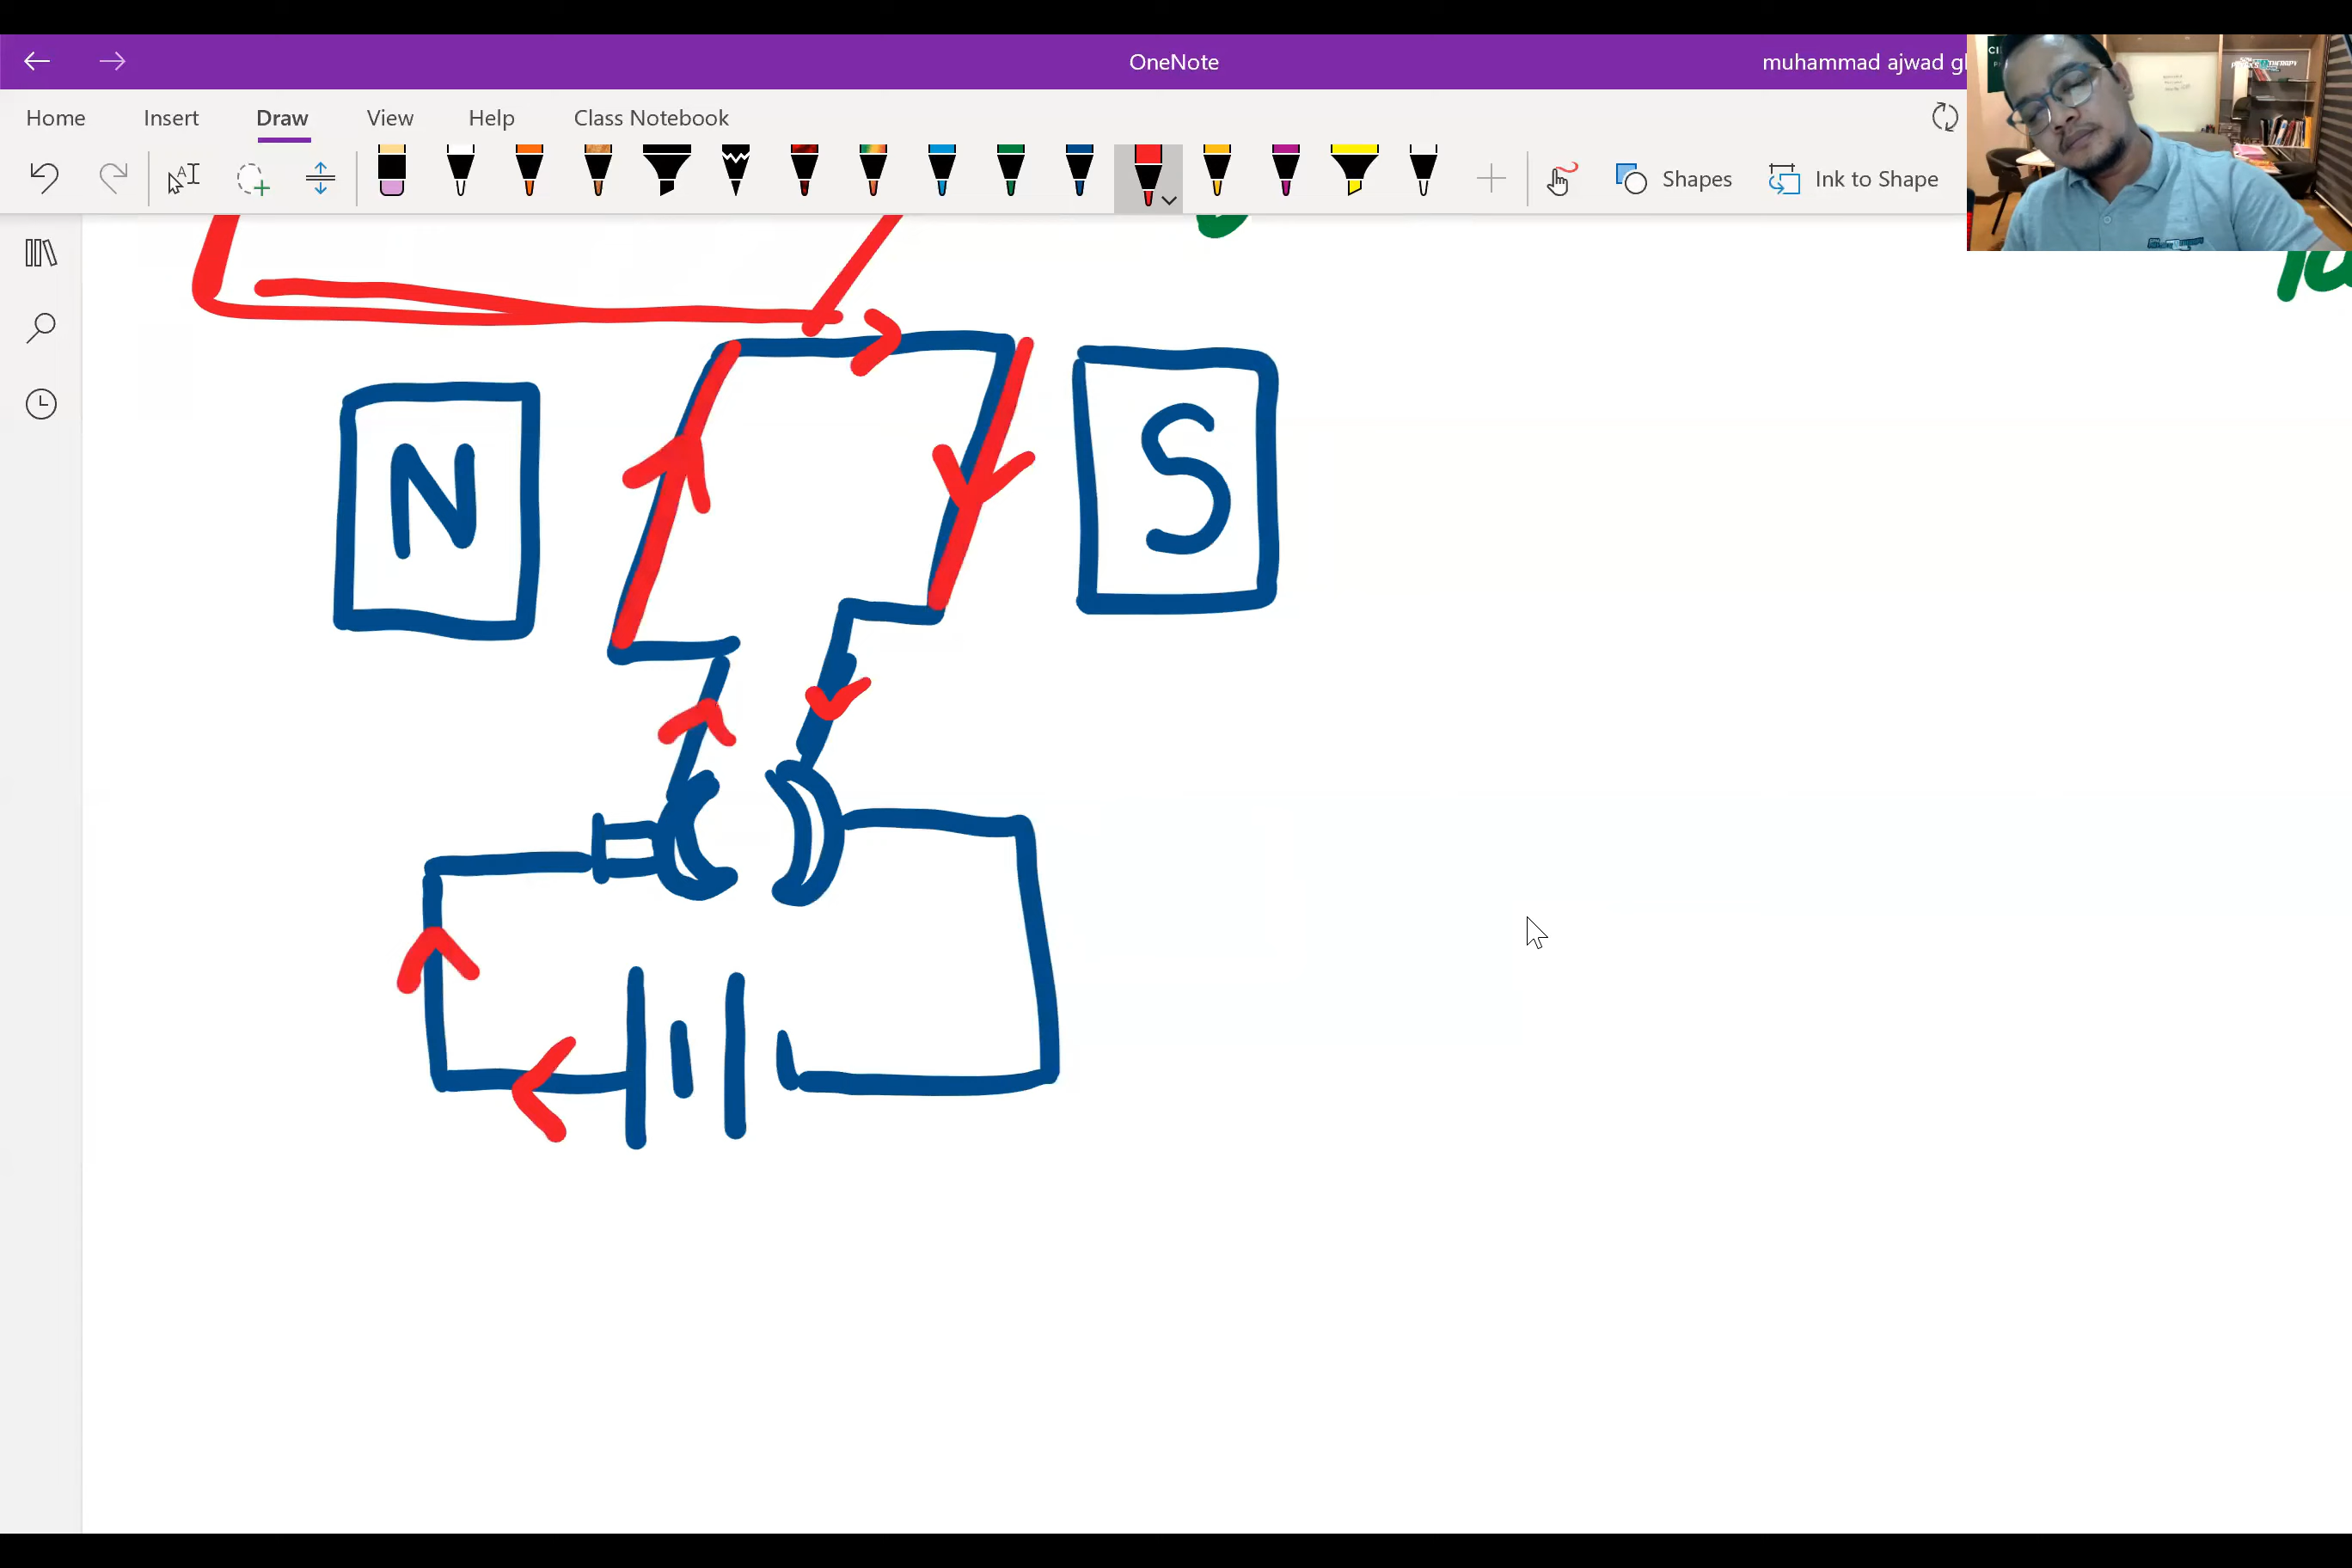 OneNote
muhammad ajwad
Home Insert Draw View Help Class Notebook
Shapes Ink to Shape
N
S